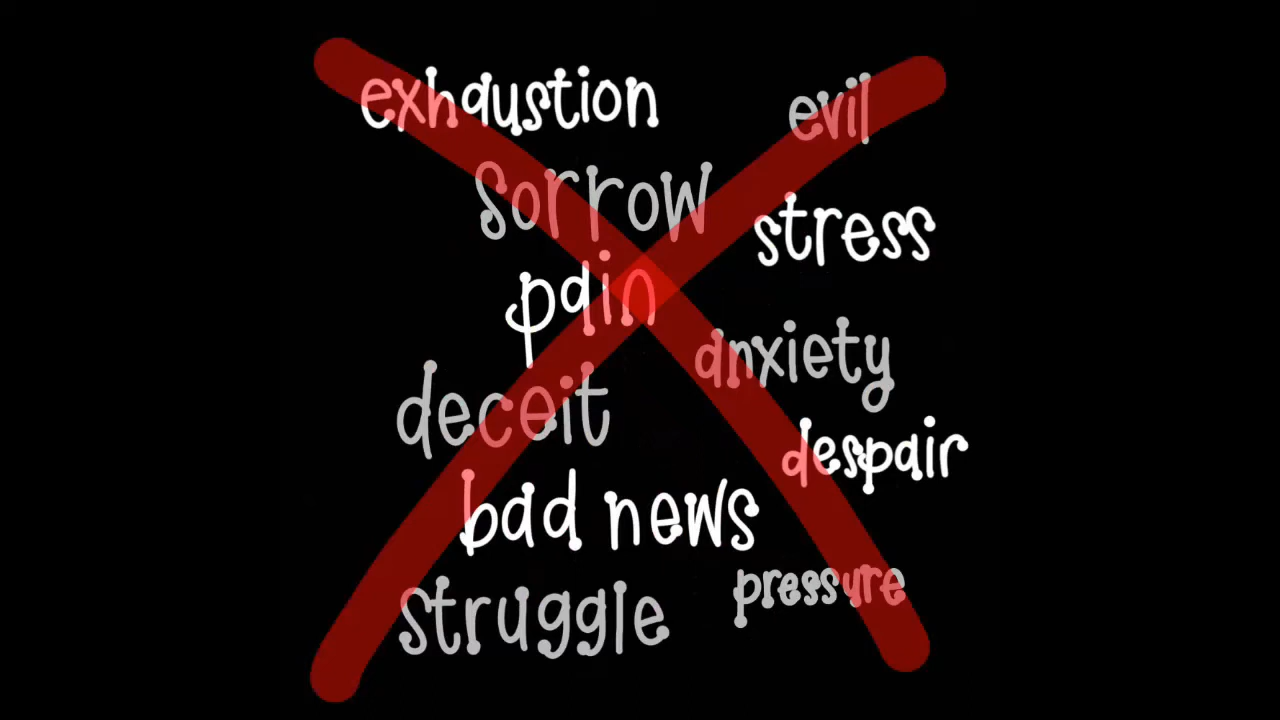 exhaustion
evil
sorrow
stress
pain
anxiety
deceit
despair
bad news
pressure
struggle